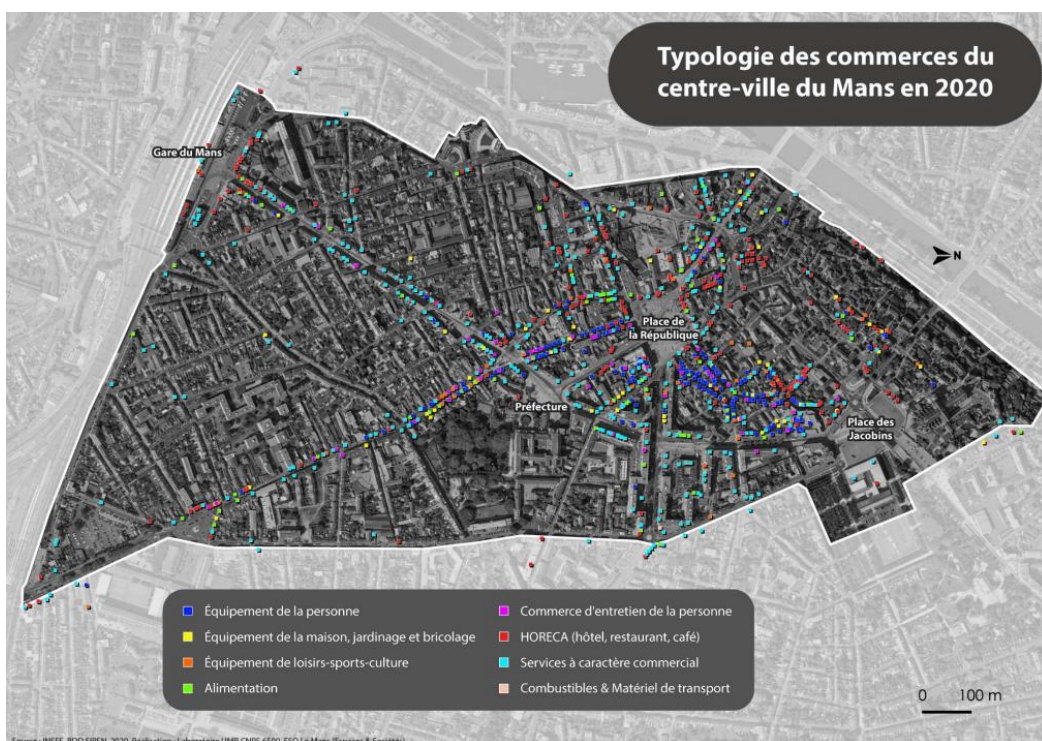 Typologie des commerces du
centre-ville du Mans en 2020
Gare du Mans
N
Place de
la République
Préfecture
Place des
Jacobins
Équipement de la personne
Équipement de la maison, jardinage et bricolage
Équipement de loisirs-sports-culture
Alimentation
Commerce d'entretien de la personne
HORECA (hôtel, restaurant, café)
Services à caractère commercial
Combustibles & Matériel de transport
0 100 m